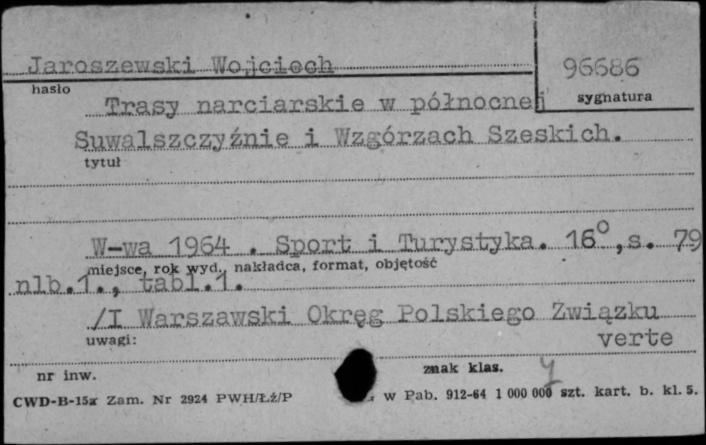 Jaroszewski Wojciech
96686
hasło
sygnatura
Trasy narciarskie w północnej
Suwalszczyźnie i Wzgórzach Szeskich.
tytuł
W-wa 1964 . Sport i Turystyka. 16°,s. 79
miejsce, rok wyd., nakładca, format, objętość
nlb.1., tabl.1.
/I Warszawski Okręg Polskiego Związku
uwagi:
verte
nr inw.
znak klas.
CWD-B-15a Zam. Nr 2924 PWH/Łż/P
w Pab. 912-64 1 000 000 szt. kart. b. kl. 5.